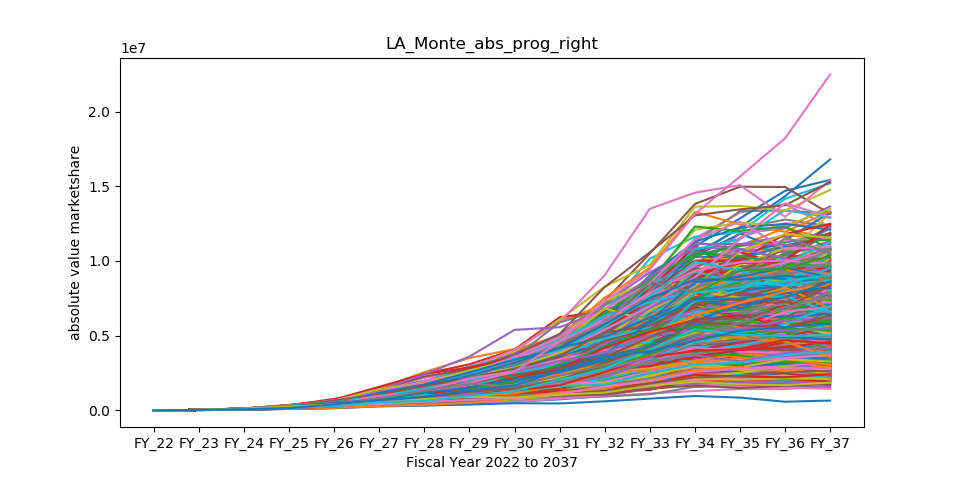 LA_Monte_abs_prog_right
1e7
absolute value marketshare
2.0
1.5
1.0
0.5
0.0
FY_22 FY_23 FY_24 FY_25 FY_26 FY_27 FY_28 FY_29 FY_30 FY_31 FY_32 FY_33 FY_34 FY_35 FY_36 FY_37
Fiscal Year 2022 to 2037